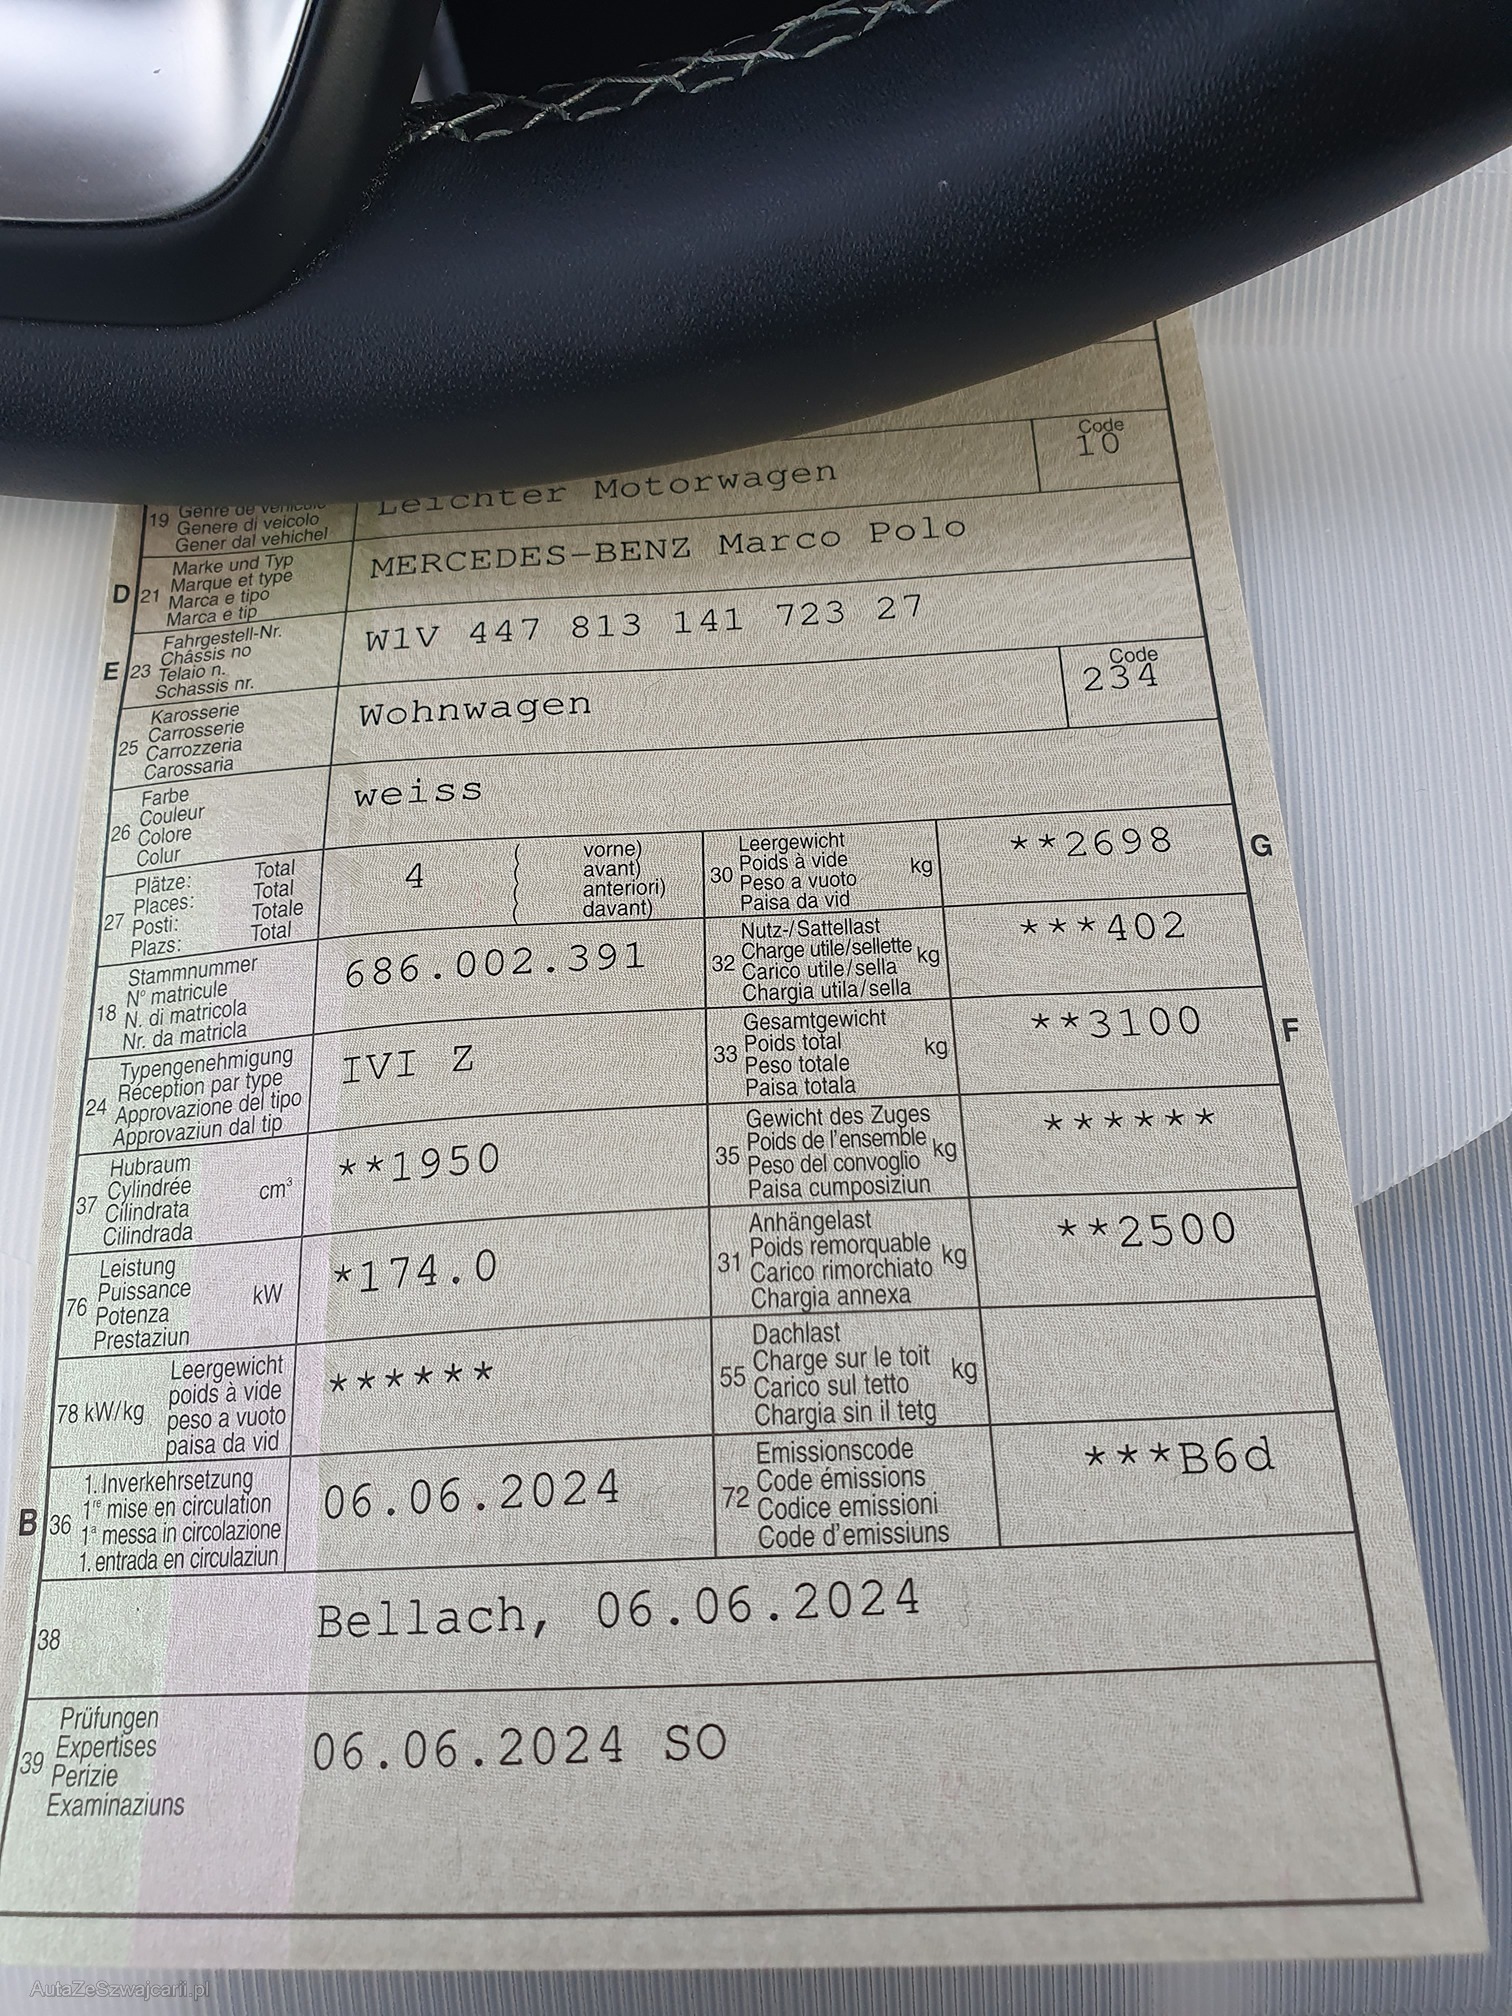 Code
10
19 Genre de véhicule
Genere di veicolo
Gener dal vehichel
Leichter Motorwagen
D 21 Marke und Typ
Marque et type
Marca e tipo
Marca e tip
MERCEDES-BENZ Marco Polo
E 23 Fahrgestell-Nr.
Châssis no
Telaio n.
Schassis nr.
W1V 447 813 141 723 27
25 Karosserie
Carrosserie
Carrozzeria
Carossaria
Wohnwagen
Code
234
26 Farbe
Couleur
Colore
Colur
weiss
27 Plätze: Total
Places: Total
Posti: Totale
Plazs: Total
4
vorne)
avant)
anteriori)
davant)
30 Leergewicht
Poids à vide
Peso a vuoto
Paisa da vid
kg
**2698
G
18 Stammnummer
N° matricule
N. di matricola
Nr. da matricla
686.002.391
32 Nutz-/Sattellast
Charge utile/sellette
Carico utile/sella
Chargia utila/sella
kg
***402
24 Typengenehmigung
Réception par type
Approvazione del tipo
Approvaziun dal tip
IVI Z
33 Gesamtgewicht
Poids total
Peso totale
Paisa totala
kg
**3100
F
37 Hubraum
Cylindrée
Cilindrata
Cilindrada
cm³
**1950
35 Gewicht des Zuges
Poids de l'ensemble
Peso del convoglio
Paisa cumposiziun
kg
******
76 Leistung
Puissance
Potenza
Prestaziun
kW
*174.0
31 Anhängelast
Poids remorquable
Carico rimorchiato
Chargia annexa
kg
**2500
78 kW/kg
Leergewicht
poids à vide
peso a vuoto
paisa da vid
******
55 Dachlast
Charge sur le toit
Carico sul tetto
Chargia sin il tetg
kg
B 36 1. Inverkehrsetzung
1re mise en circulation
1a messa in circolazione
1. entrada en circulaziun
06.06.2024
72 Emissionscode
Code émissions
Codice emissioni
Code d'emissiuns
***B6d
38
Bellach, 06.06.2024
39 Prüfungen
Expertises
Perizie
Examinaziuns
06.06.2024 SO
AutaZeSzwajcarii.pl